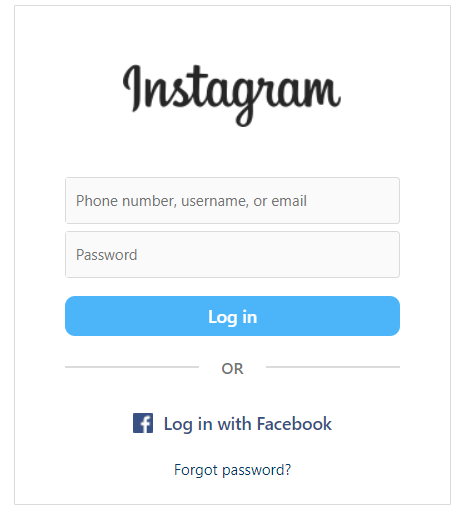 Instagram
Phone number, username, or email
Password
Log in
OR
Log in with Facebook
Forgot password?